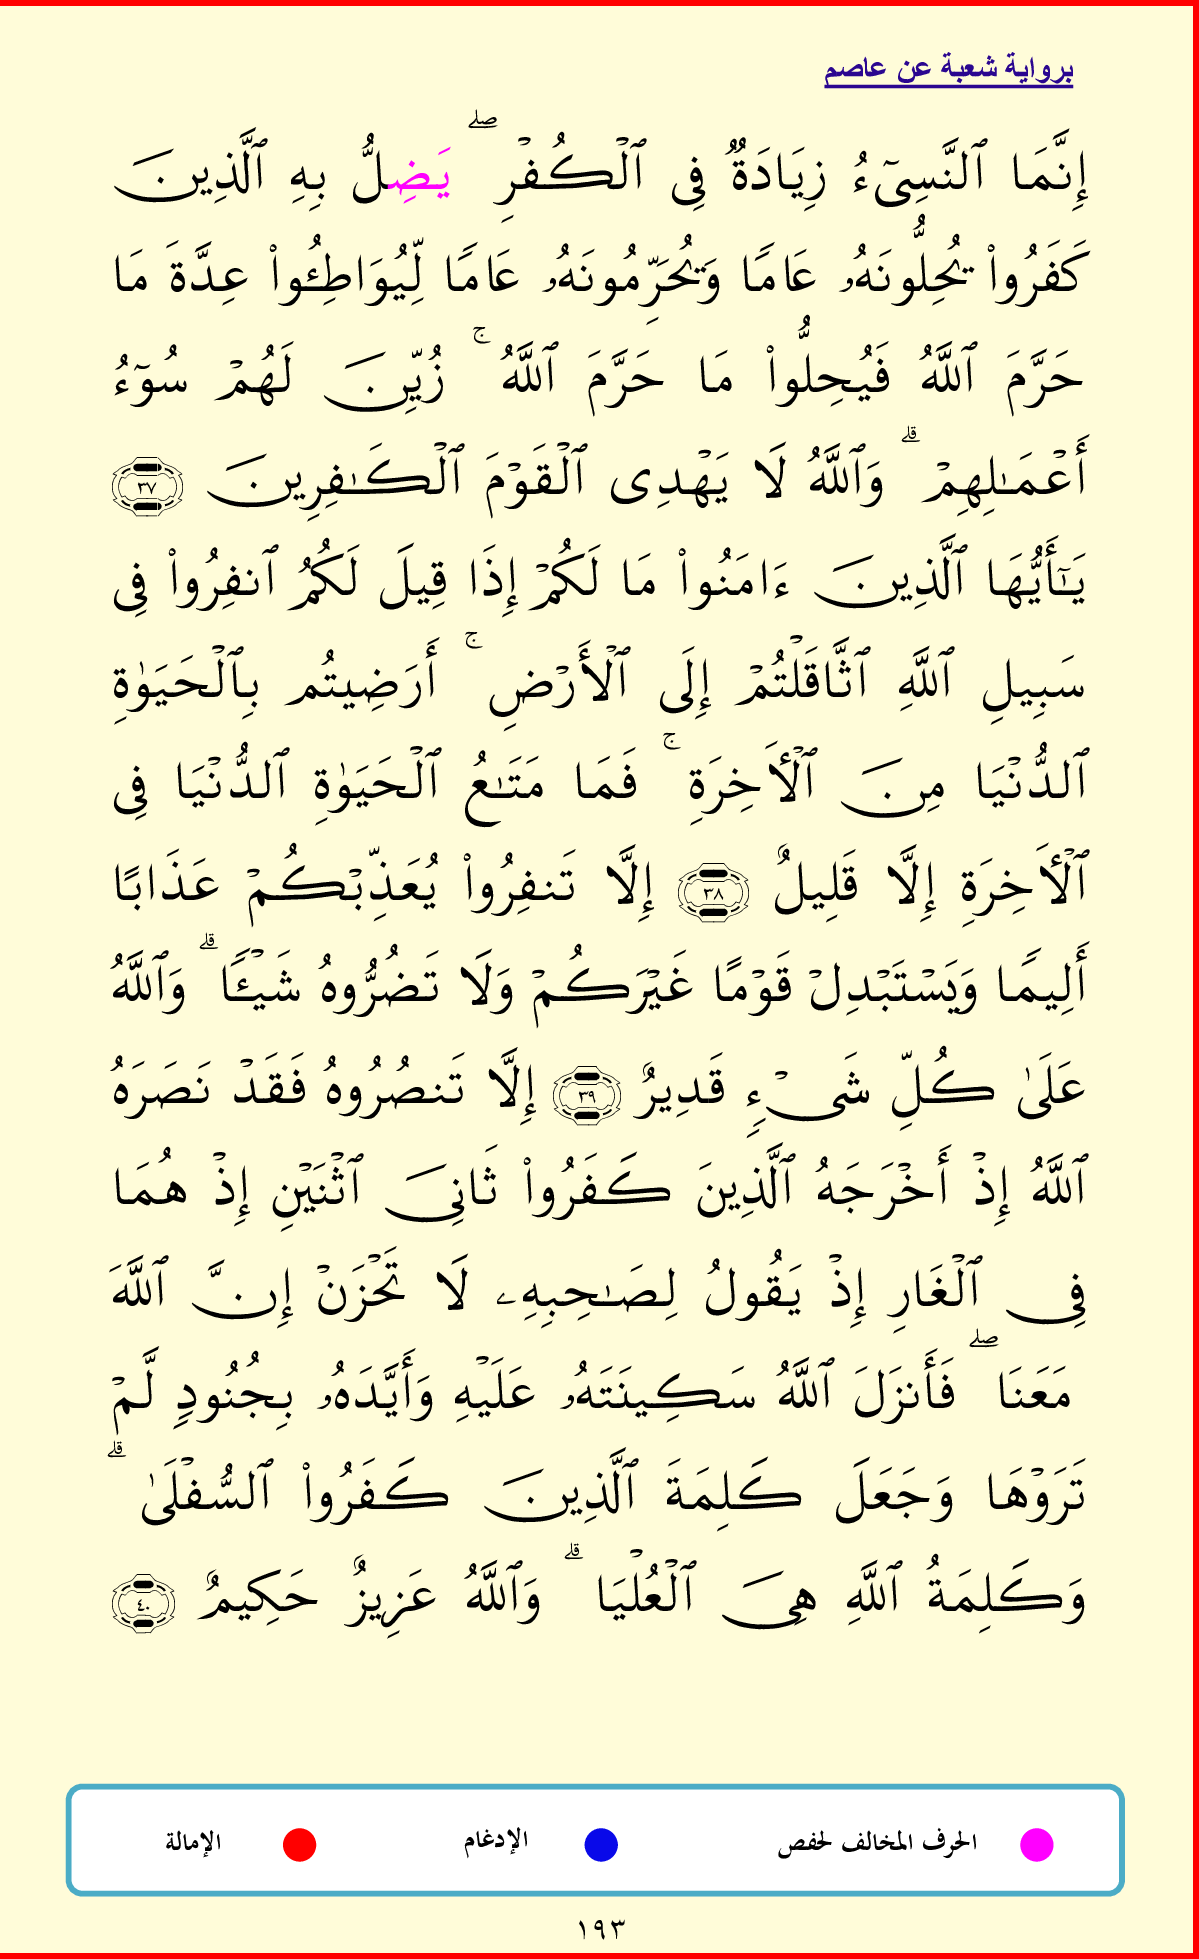 برواية شعبة عن عاصم
إِنَّمَا ٱلنَّسِيٓءُ زِيَادَةٌ فِي ٱلْكُفْرِ ۖ يَضِلُّ بِهِ ٱلَّذِينَ
كَفَرُوا۟ يُحِلُّونَهُۥ عَامًا وَيُحَرِّمُونَهُۥ عَامًا لِّيُوَاطِـُٔوا۟ عِدَّةَ مَا
حَرَّمَ ٱللَّهُ فَيُحِلُّوا۟ مَا حَرَّمَ ٱللَّهُ ۚ زُيِّنَ لَهُمْ سُوٓءُ
أَعْمَـٰلِهِمْ ۗ وَٱللَّهُ لَا يَهْدِى ٱلْقَوْمَ ٱلْكَـٰفِرِينَ ٣٧
يَـٰٓأَيُّهَا ٱلَّذِينَ ءَامَنُوا۟ مَا لَكُمْ إِذَا قِيلَ لَكُمُ ٱنفِرُوا۟ فِى
سَبِيلِ ٱللَّهِ ٱثَّاقَلْتُمْ إِلَى ٱلْأَرْضِ ۚ أَرَضِيتُم بِٱلْحَيَوٰةِ
ٱلدُّنْيَا مِنَ ٱلْـَٔاخِرَةِ ۚ فَمَا مَتَـٰعُ ٱلْحَيَوٰةِ ٱلدُّنْيَا فِى
ٱلْـَٔاخِرَةِ إِلَّا قَلِيلٌ ٣٨ إِلَّا تَنفِرُوا۟ يُعَذِّبْكُمْ عَذَابًا
أَلِيمًا وَيَسْتَبْدِلْ قَوْمًا غَيْرَكُمْ وَلَا تَضُرُّوهُ شَيْـًٔا ۗ وَٱللَّهُ
عَلَىٰ كُلِّ شَىْءٍ قَدِيرٌ ٣٩ إِلَّا تَنصُرُوهُ فَقَدْ نَصَرَهُ
ٱللَّهُ إِذْ أَخْرَجَهُ ٱلَّذِينَ كَفَرُوا۟ ثَانِىَ ٱثْنَيْنِ إِذْ هُمَا
فِى ٱلْغَارِ إِذْ يَقُولُ لِصَـٰحِبِهِۦ لَا تَحْزَنْ إِنَّ ٱللَّهَ
مَعَنَا ۖ فَأَنزَلَ ٱللَّهُ سَكِينَتَهُۥ عَلَيْهِ وَأَيَّدَهُۥ بِجُنُودٍ لَّمْ
تَرَوْهَا وَجَعَلَ كَلِمَةَ ٱلَّذِينَ كَفَرُوا۟ ٱلسُّفْلَىٰ ۗ
وَكَلِمَةُ ٱللَّهِ هِىَ ٱلْعُلْيَا ۗ وَٱللَّهُ عَزِيزٌ حَكِيمٌ ٤٠
الحرف المخالف لحفص الإدغام الإمالة
١٩٣